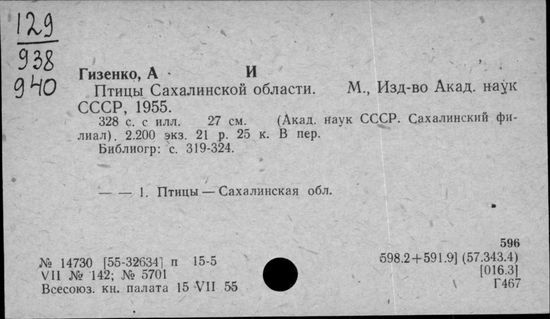 129
938
940
Гизенко, А И
Птицы Сахалинской области. М., Изд-во Акад. наук
СССР, 1955.
328 с. с илл. 27 см. (Акад. наук СССР. Сахалинский фи-
лиал). 2.200 экз. 21 р. 25 к. В пер.
Библиогр: с. 319-324.
— — 1. Птицы — Сахалинская обл.
596
№ 14730 [55-32634] п 15-5 598.2+591.9] (57.343.4)
VII № 142; № 5701 [016.3]
Всесоюз. кн. палата 15 VII 55 Г467